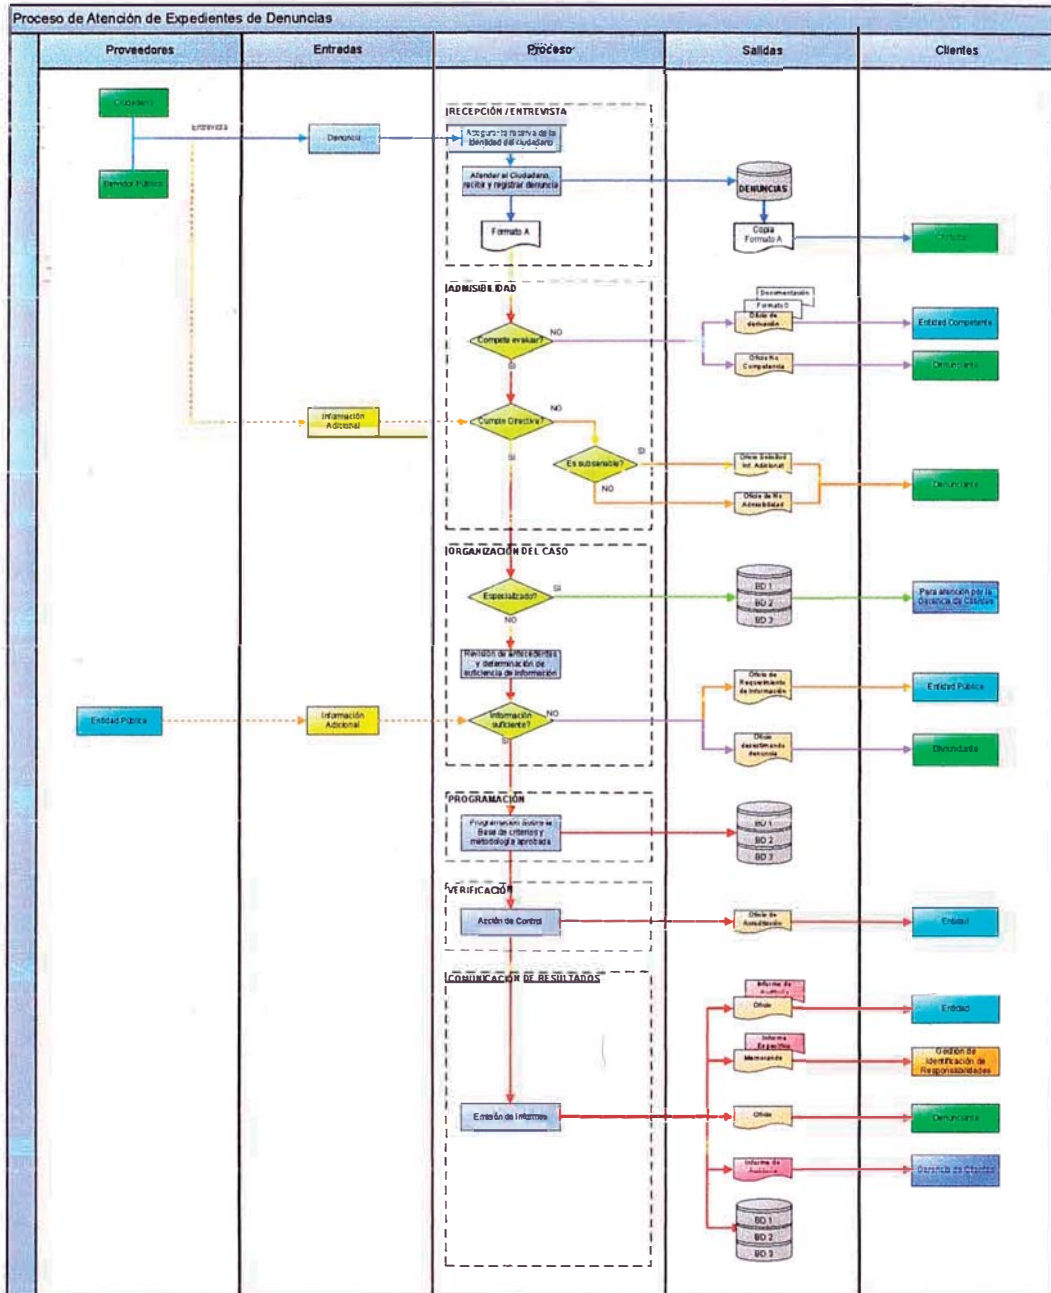 Proceso de Atención de Expedientes de Denuncias
Proveedores
Entradas
Proceso
Salidas
Clientes
Ciudadano
Entrevista
Servidor Público
Denuncia
RECEPCIÓN / ENTREVISTA
Asegurar la reserva de la
identidad del ciudadano
Atender al Ciudadano,
recibir y registrar denuncia
Formato A
DENUNCIAS
Copia
Formato A
ADMISIBILIDAD
Compete evaluar?
NO
SI
Documentación
Formato D
Oficio de
derivación
Entidad Competente
Oficio No
Competencia
Denunciante
Información
Adicional
Cumple Directiva?
NO
SI
Es subsanable?
SI
NO
Oficio Solicitud
Inf. Adicional
Oficio de No
Admisibilidad
Denunciante
ORGANIZACIÓN DEL CASO
Especializado?
SI
NO
BD 1
BD 2
BD 3
Para atención por la
Gerencia de Clientes
Revisión de antecedentes
y determinación de
suficiencia de información
Entidad Pública
Información
Adicional
Información
suficiente?
NO
SI
Oficio de
Requerimiento
de Información
Entidad Pública
Oficio
desestimando
denuncia
Denunciante
PROGRAMACIÓN
Programación Sobre la
Base de criterios y
metodología aprobada
BD 1
BD 2
BD 3
VERIFICACIÓN
Acción de Control
Oficio de
Acreditación
Entidad
COMUNICACIÓN DE RESULTADOS
Informe de
Auditoría
Oficio
Entidad
Informe
Especial
Memorando
Gestión de
Identificación de
Responsabilidades
Emisión de Informes
Oficio
Denunciante
Informe de
Auditoría
Gerencia de Clientes
BD 1
BD 2
BD 3